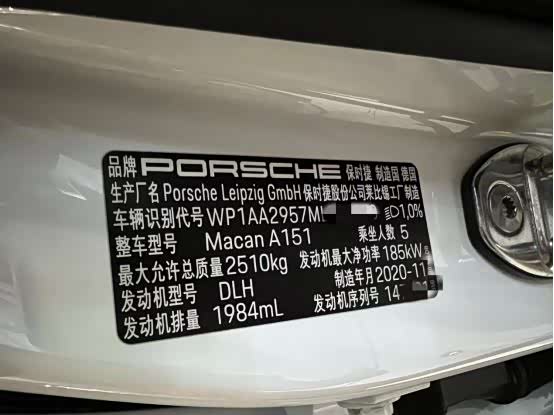 品牌 PORSCHE 保时捷 制造国 德国
生产厂名 Porsche Leipzig GmbH 保时捷股份公司莱比锡工厂制造
车辆识别代号 WP1AA2957M 1,0%
整车型号 Macan A151 乘坐人数 5
最大允许总质量 2510kg 发动机最大净功率 185kW
发动机型号 DLH 制造年月 2020-11
发动机排量 1984mL 发动机序列号 14